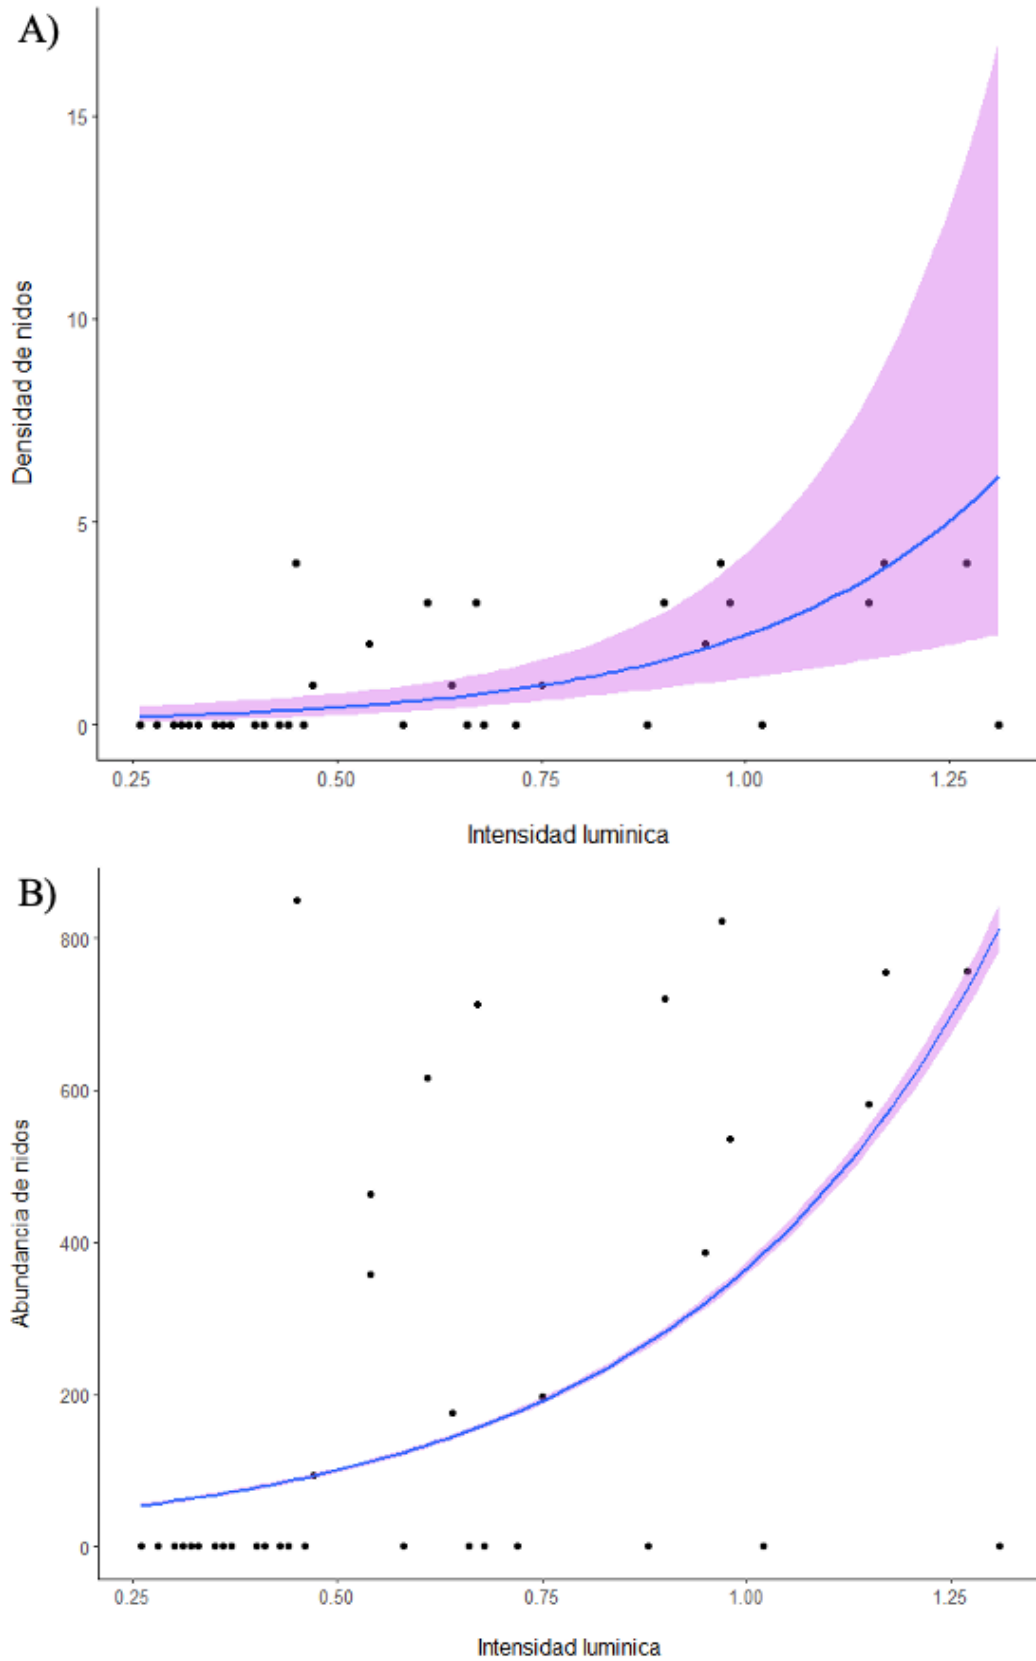 A)
Densidad de nidos
15
10
5
0
0.25 0.50 0.75 1.00 1.25
Intensidad luminica
B)
Abundancia de nidos
800
600
400
200
0
0.25 0.50 0.75 1.00 1.25
Intensidad luminica